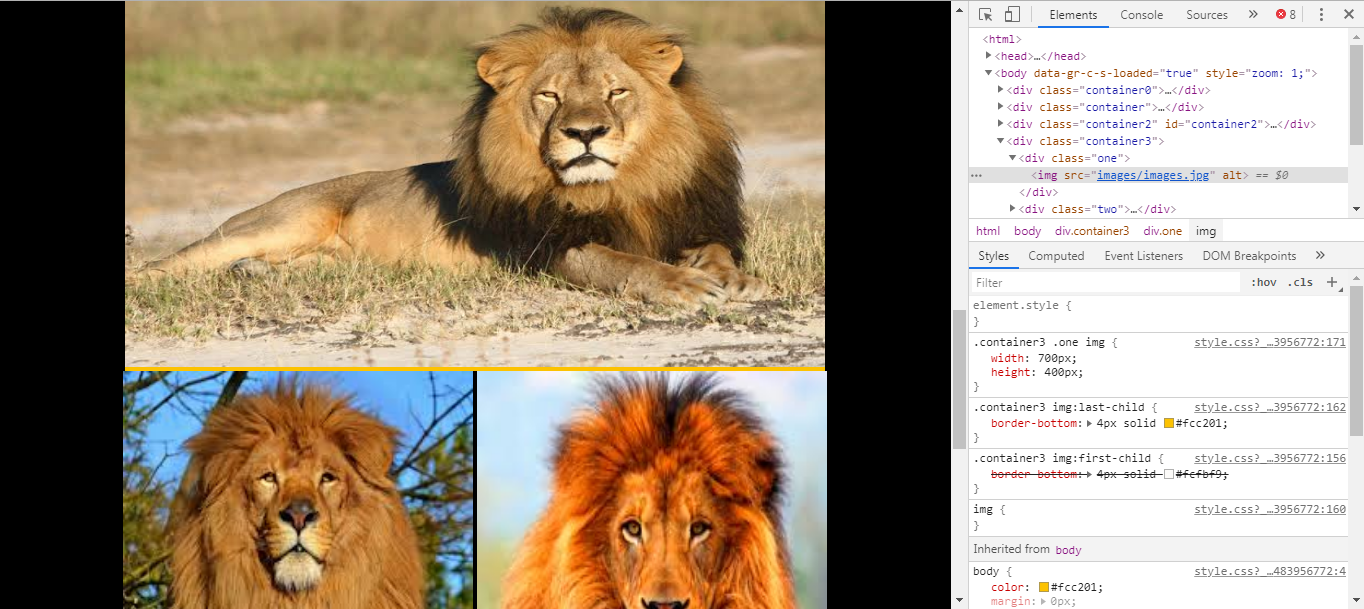 Elements Console Sources » 8
<html>
<head>…</head>
<body data-gr-c-s-loaded="true" style="zoom: 1;">
<div class="container0">…</div>
<div class="container">…</div>
<div class="container2" id="container2">…</div>
<div class="container3">
<div class="one">
… <img src="images/images.jpg" alt> == $0
</div>
<div class="two">…</div>
html body div.container3 div.one img
Styles Computed Event Listeners DOM Breakpoints »
Filter :hov .cls +
element.style {
}
.container3 .one img { style.css?_…3956772:171
width: 700px;
height: 400px;
}
.container3 img:last-child { style.css?_…3956772:162
border-bottom: 4px solid #fcc201;
}
.container3 img:first-child { style.css?_…3956772:156
border-bottom: 4px solid #fcfbf9;
}
img { style.css?_…3956772:160
}
Inherited from body
body { style.css?_…483956772:4
color: #fcc201;
margin: 0px;